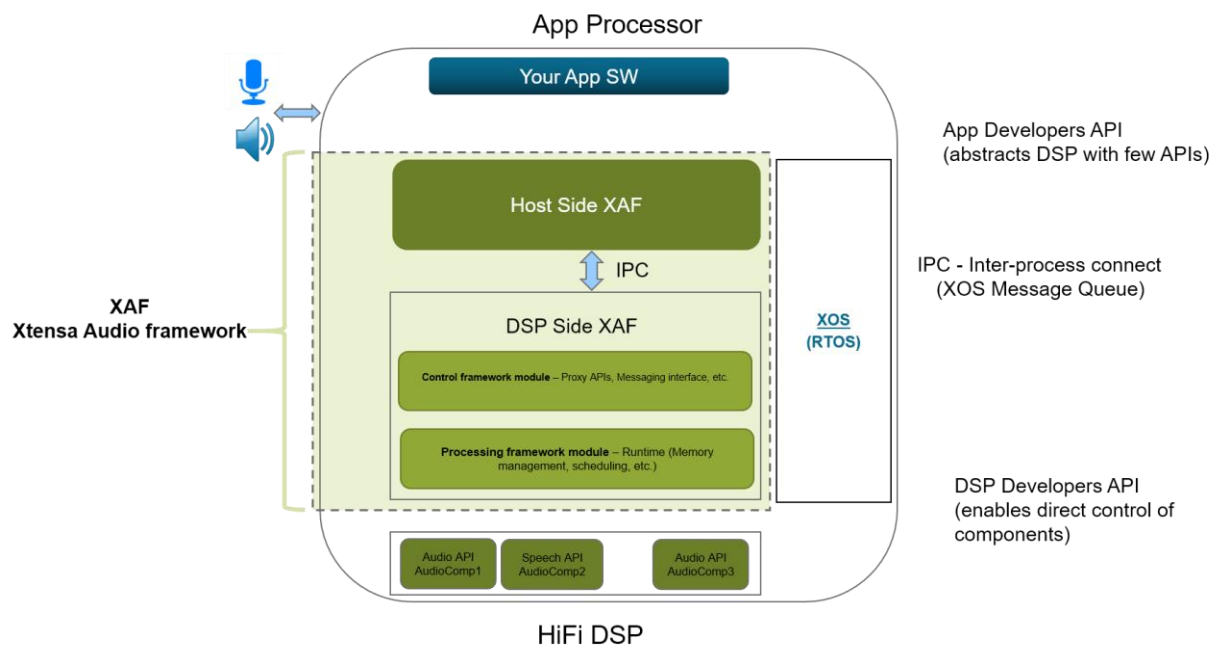 App Processor
Your App SW
App Developers API
(abstracts DSP with few APIs)
Host Side XAF
IPC
IPC - Inter-process connect
(XOS Message Queue)
XAF
Xtensa Audio framework
DSP Side XAF
XOS
(RTOS)
Control framework module – Proxy APIs, Messaging interface, etc.
Processing framework module – Runtime (Memory
management, scheduling, etc.)
DSP Developers API
(enables direct control of
components)
Audio API
AudioComp1
Speech API
AudioComp2
Audio API
AudioComp3
HiFi DSP